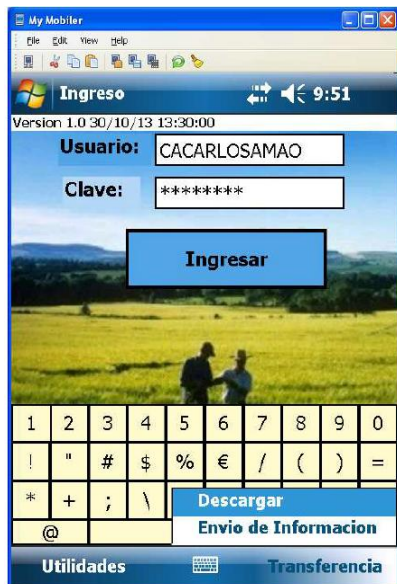 My Mobiler
File Edit View Help
Ingreso 9:51
Version 1.0 30/10/13 13:30:00
Usuario: CACARLOSAMAO
Clave: ********
Ingresar
1 2 3 4 5 6 7 8 9 0
! " # $ % € / ( ) =
* + ; \
@
Descargar
Envio de Informacion
Utilidades Transferencia